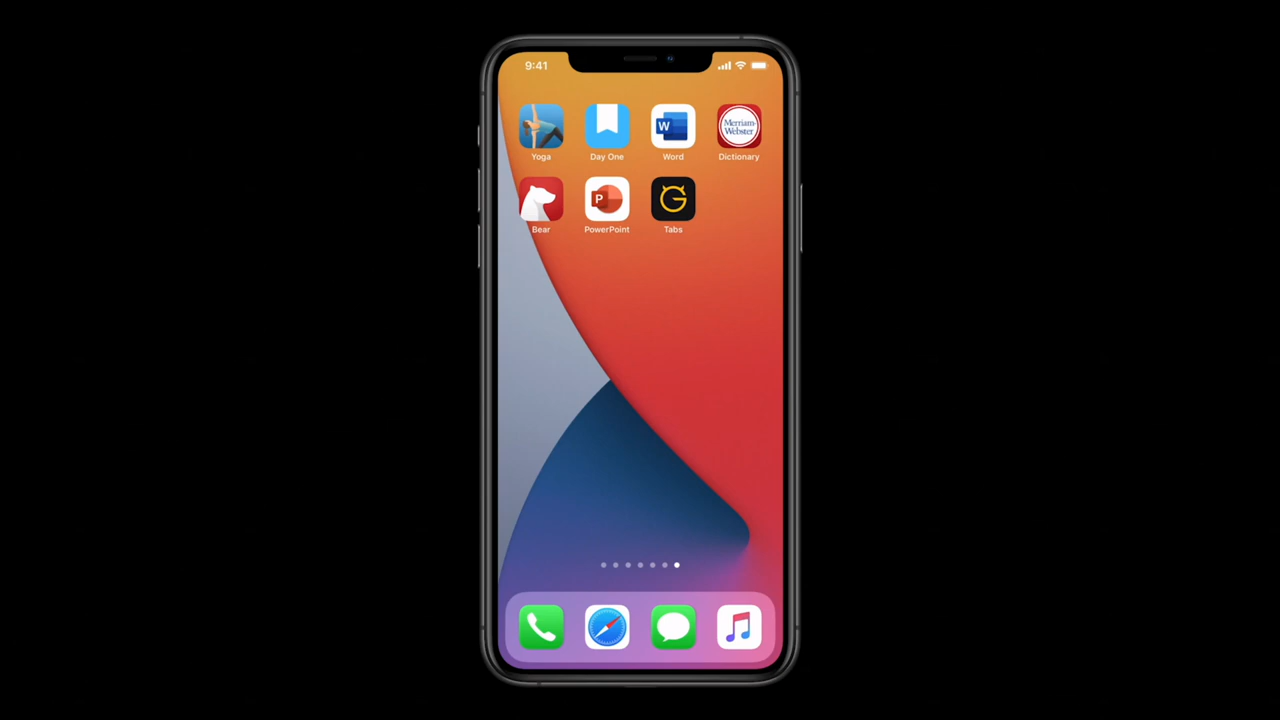 9:41
Yoga
Day One
W
Word
Merriam-
Webster
Dictionary
Bear
P
PowerPoint
G
Tabs